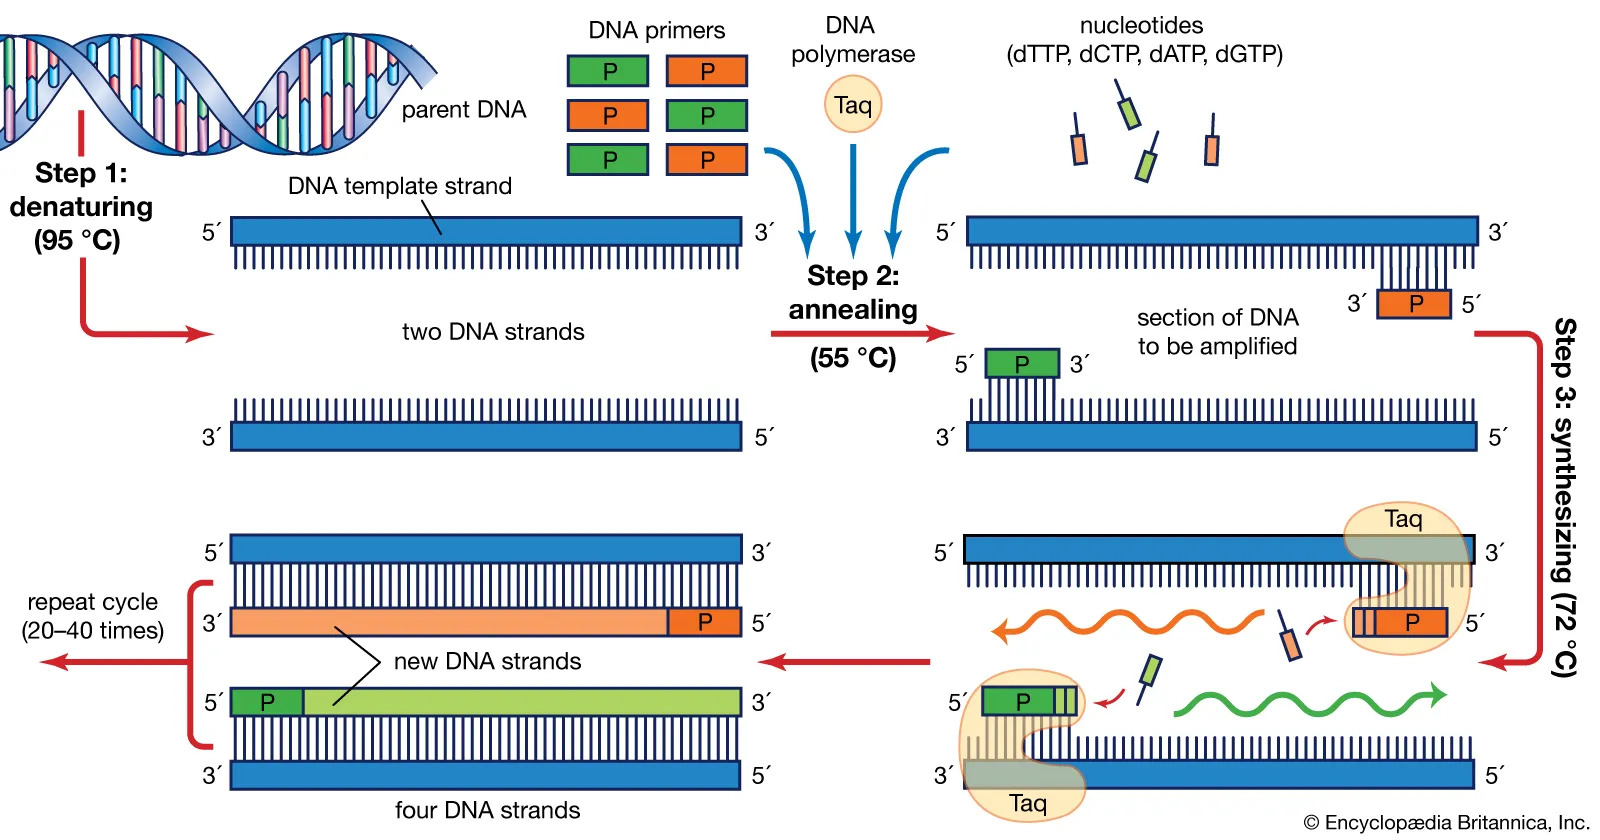 DNA primers
P P
P P
P P
DNA
polymerase
Taq
nucleotides
(dTTP, dCTP, dATP, dGTP)
parent DNA
Step 1:
denaturing
(95 °C)
DNA template strand
5´ 3´
two DNA strands
3´ 5´
Step 2:
annealing
(55 °C)
5´ 3´
3´ P 5´
section of DNA
to be amplified
5´ P 3´
3´ 5´
Step 3: synthesizing (72 °C)
Taq
5´ 3´
P 5´
5´ P
3´ 5´
Taq
5´ 3´
3´ P 5´
new DNA strands
5´ P 3´
3´ 5´
four DNA strands
repeat cycle
(20–40 times)
© Encyclopædia Britannica, Inc.